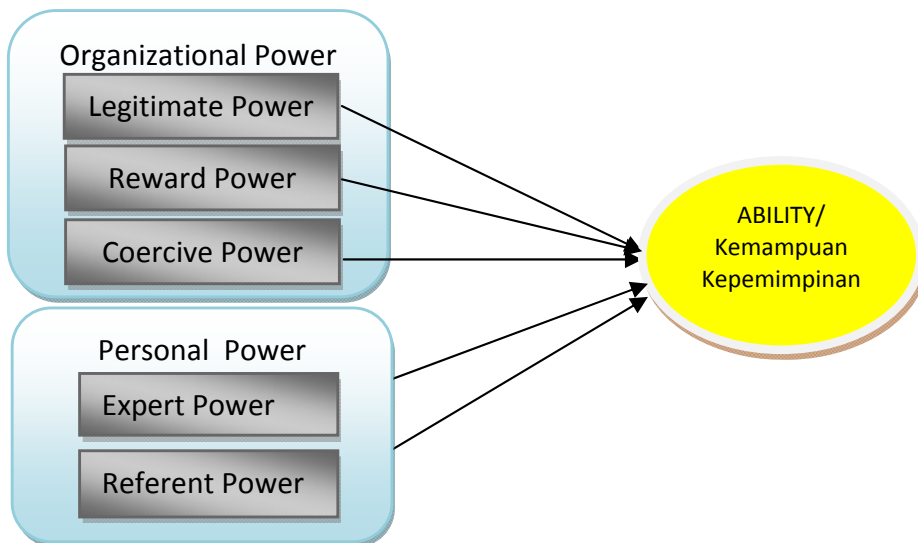 Organizational Power
Legitimate Power
Reward Power
Coercive Power
Personal Power
Expert Power
Referent Power
ABILITY/
Kemampuan
Kepemimpinan